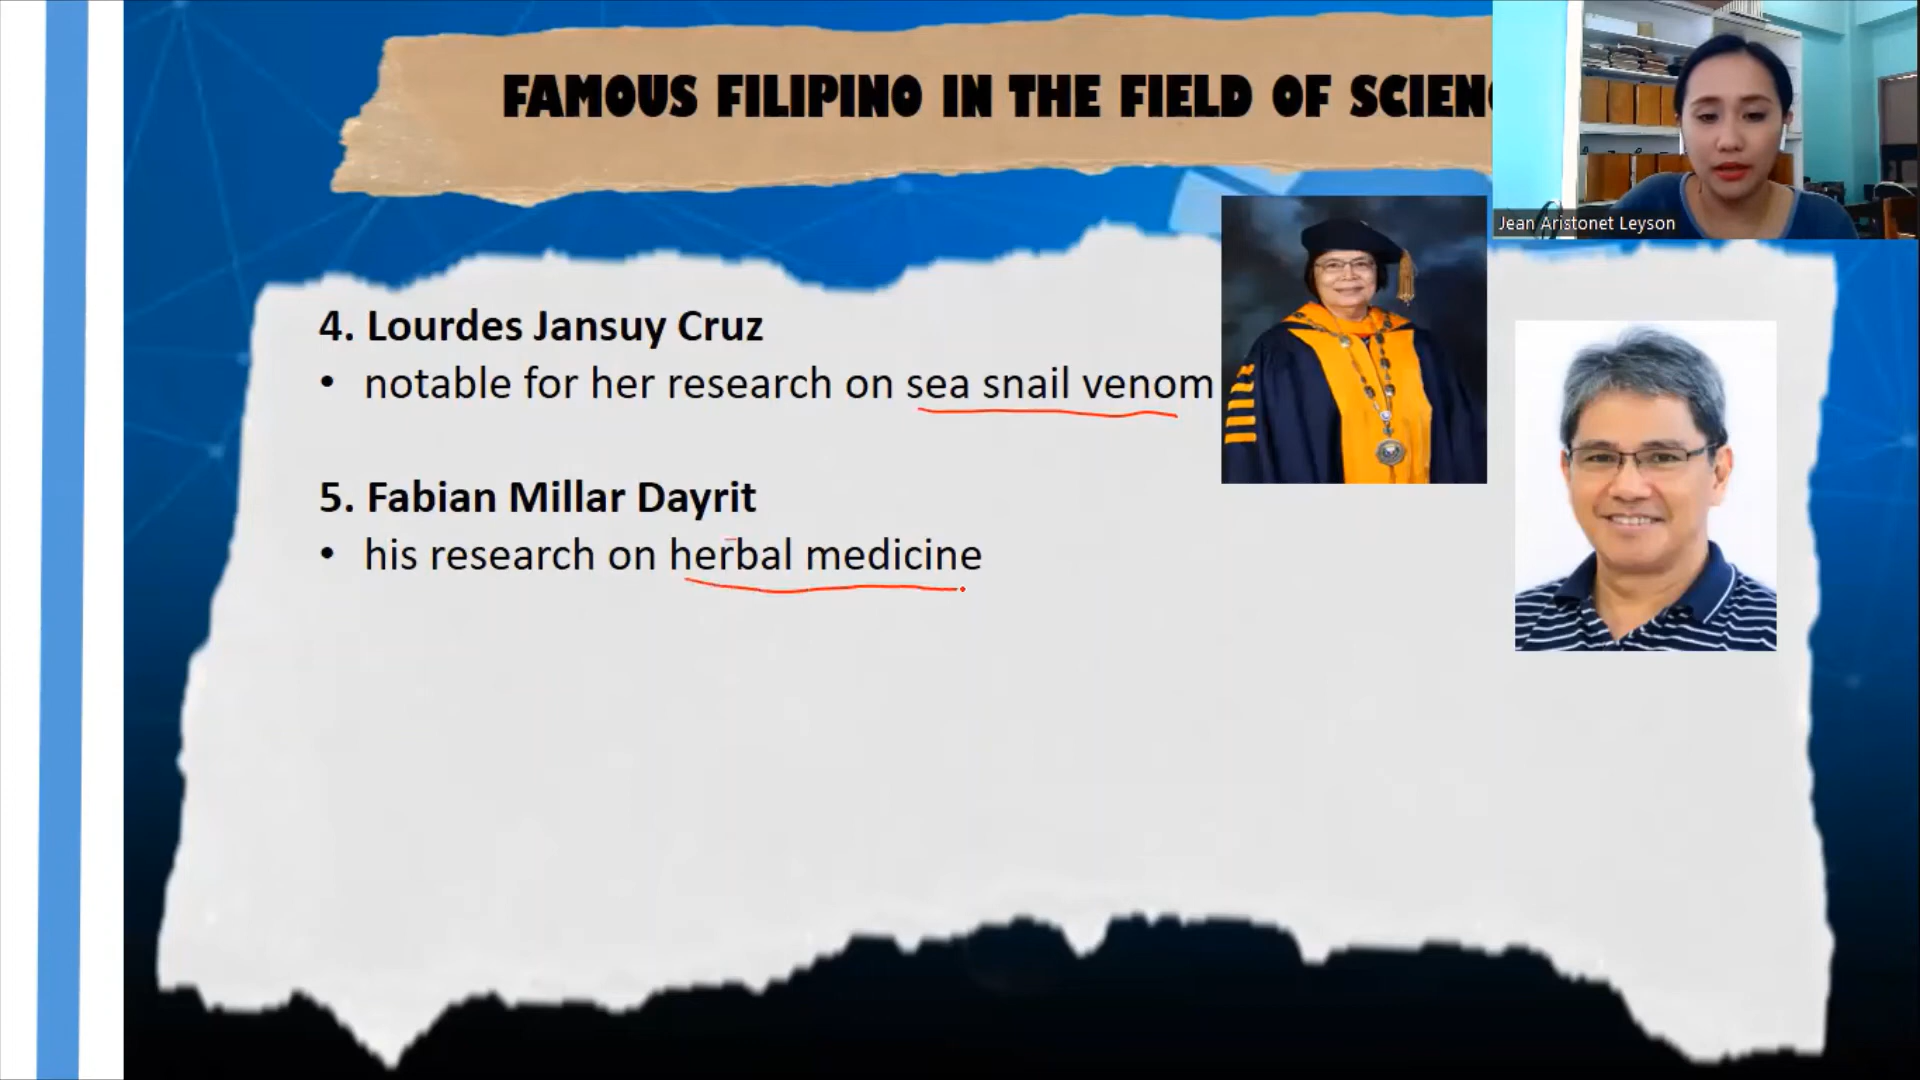 FAMOUS FILIPINO IN THE FIELD OF SCIEN
Jean Aristonet Leyson
4. Lourdes Jansuy Cruz
• notable for her research on sea snail venom
5. Fabian Millar Dayrit
• his research on herbal medicine